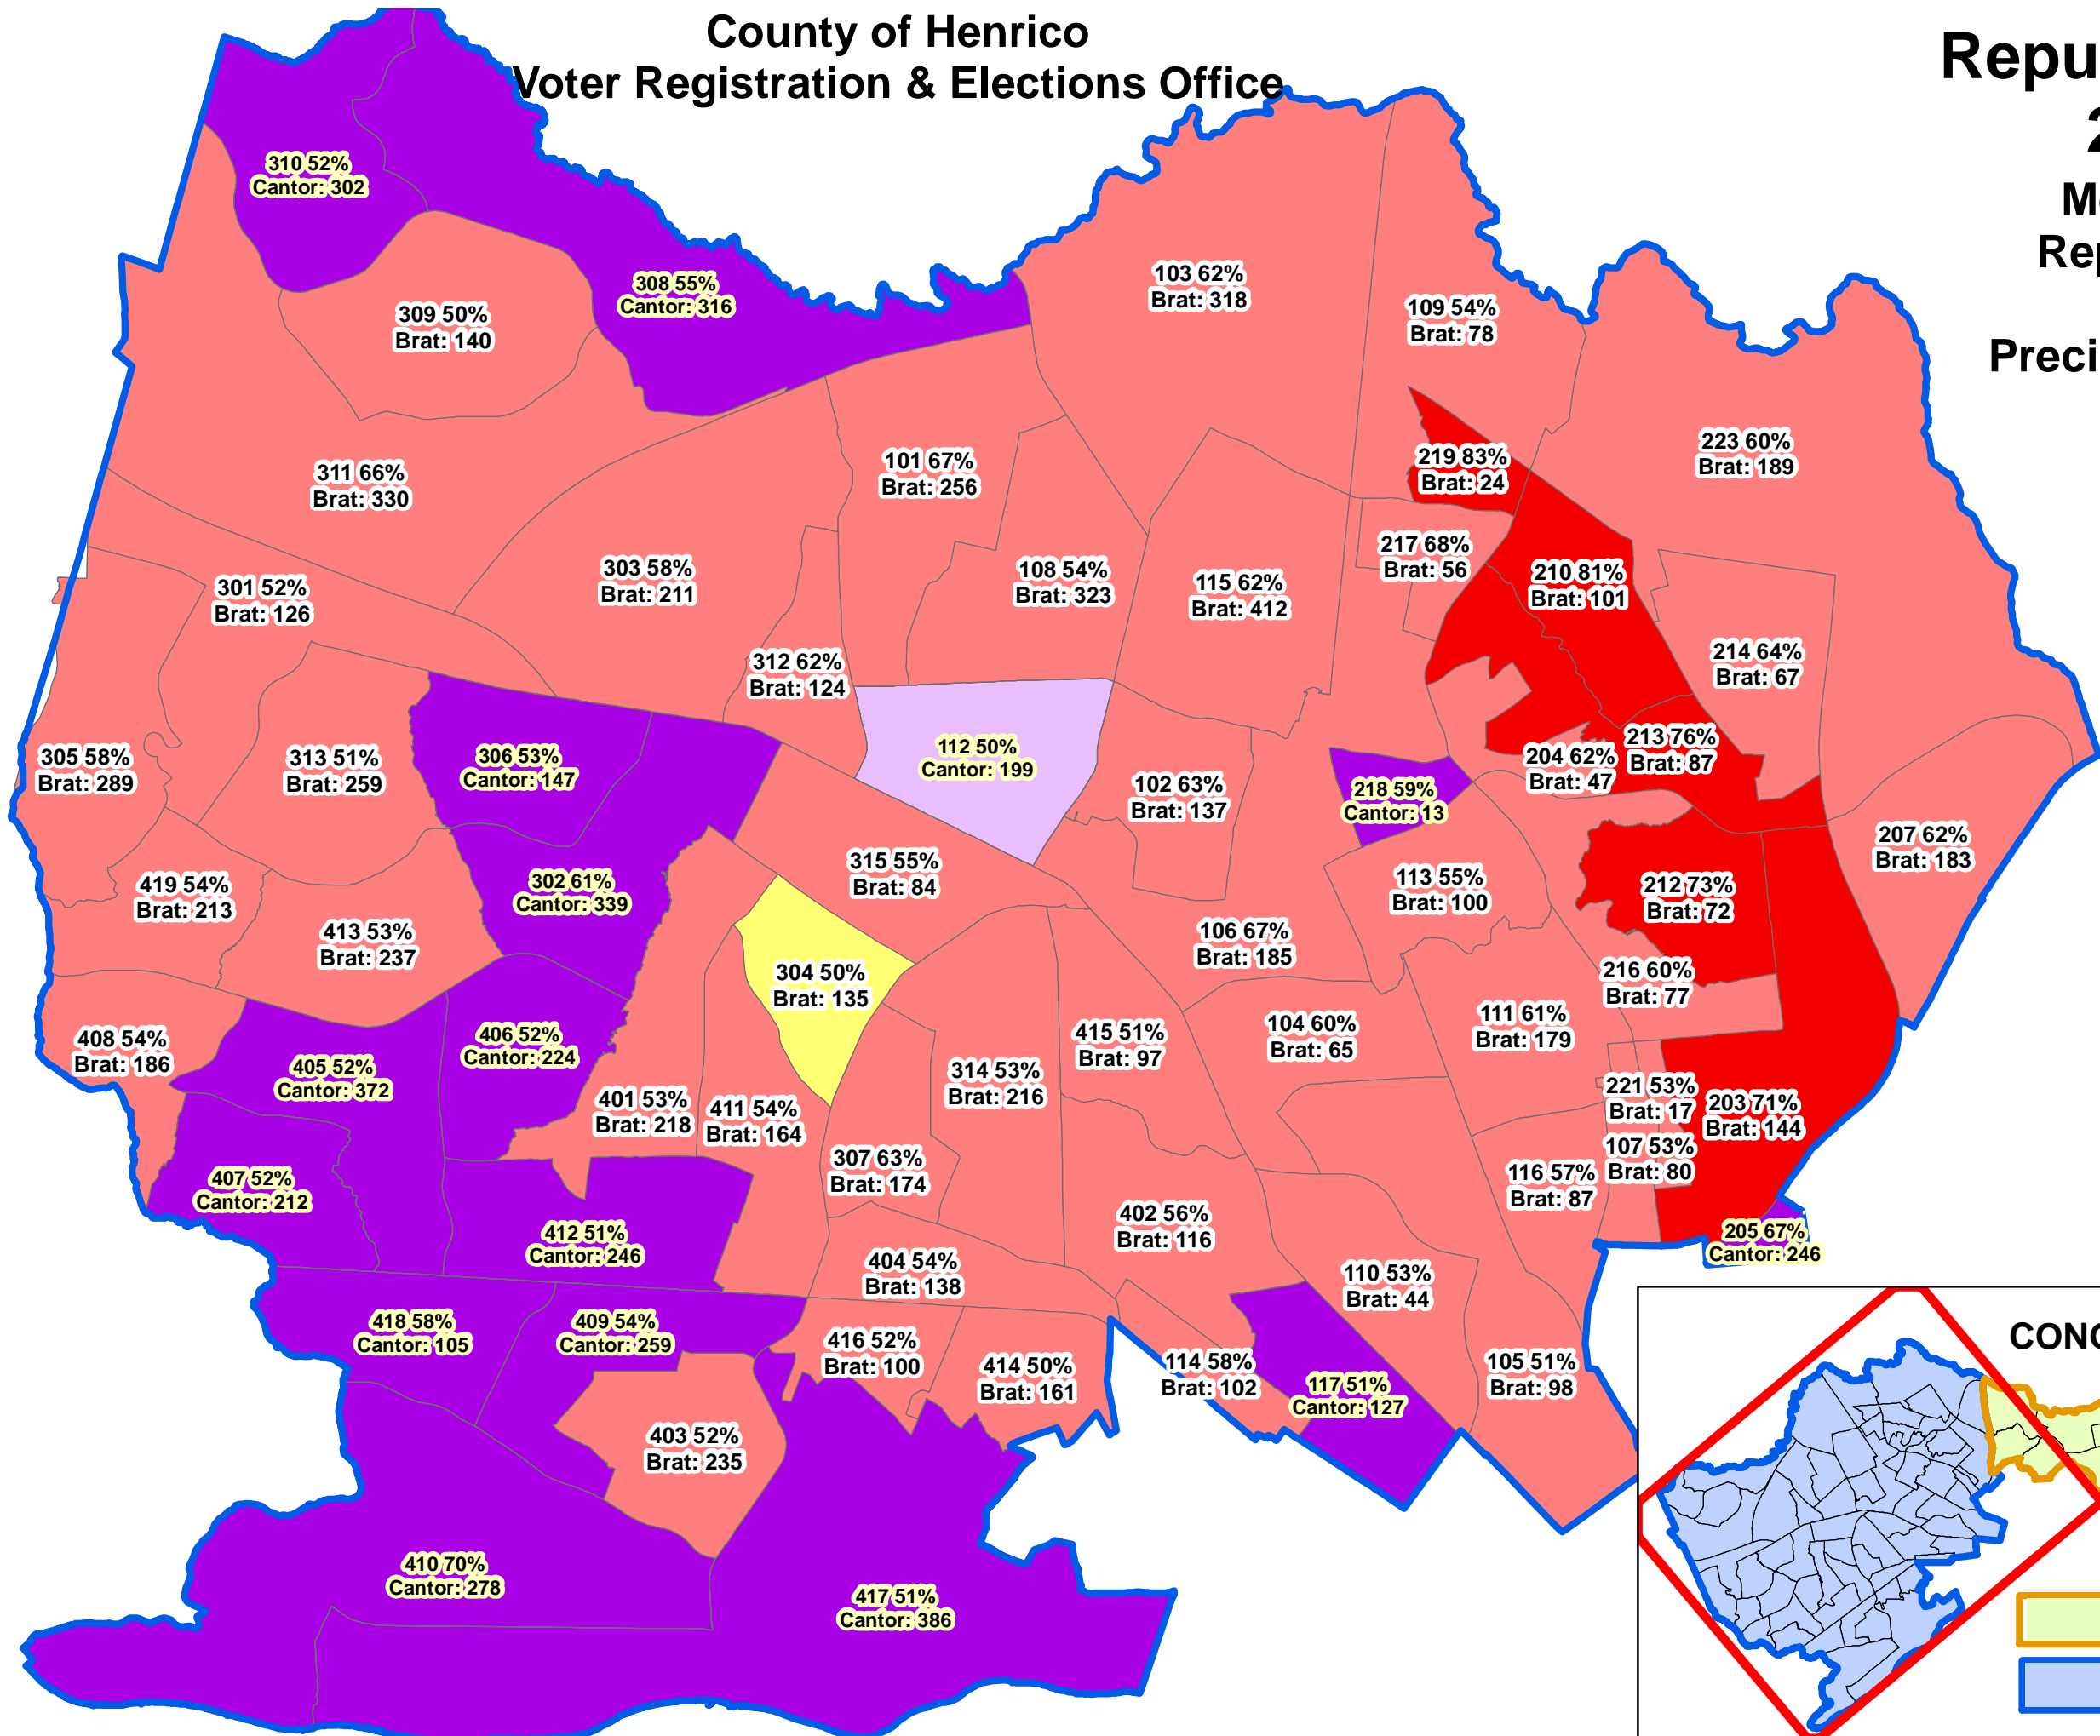 County of Henrico
Voter Registration & Elections Office
Repu
2
Preci
310 52%
Cantor: 302
308 55%
Cantor: 316
309 50%
Brat: 140
103 62%
Brat: 318
109 54%
Brat: 78
311 66%
Brat: 330
101 67%
Brat: 256
219 83%
Brat: 24
223 60%
Brat: 189
301 52%
Brat: 126
303 58%
Brat: 211
108 54%
Brat: 323
115 62%
Brat: 412
217 68%
Brat: 56
210 81%
Brat: 101
312 62%
Brat: 124
214 64%
Brat: 67
305 58%
Brat: 289
313 51%
Brat: 259
306 53%
Cantor: 147
112 50%
Cantor: 199
102 63%
Brat: 137
218 59%
Cantor: 13
204 62%
Brat: 47
213 76%
Brat: 87
419 54%
Brat: 213
302 61%
Cantor: 339
315 55%
Brat: 84
113 55%
Brat: 100
212 73%
Brat: 72
207 62%
Brat: 183
413 53%
Brat: 237
304 50%
Brat: 135
106 67%
Brat: 185
216 60%
Brat: 77
408 54%
Brat: 186
405 52%
Cantor: 372
406 52%
Cantor: 224
415 51%
Brat: 97
104 60%
Brat: 65
111 61%
Brat: 179
401 53%
Brat: 218
411 54%
Brat: 164
314 53%
Brat: 216
221 53%
Brat: 17
203 71%
Brat: 144
407 52%
Cantor: 212
307 63%
Brat: 174
116 57%
Brat: 87
107 53%
Brat: 80
412 51%
Cantor: 246
404 54%
Brat: 138
402 56%
Brat: 116
110 53%
Brat: 44
205 67%
Cantor: 246
418 58%
Cantor: 105
409 54%
Cantor: 259
416 52%
Brat: 100
414 50%
Brat: 161
114 58%
Brat: 102
117 51%
Cantor: 127
105 51%
Brat: 98
403 52%
Brat: 235
410 70%
Cantor: 278
417 51%
Cantor: 386